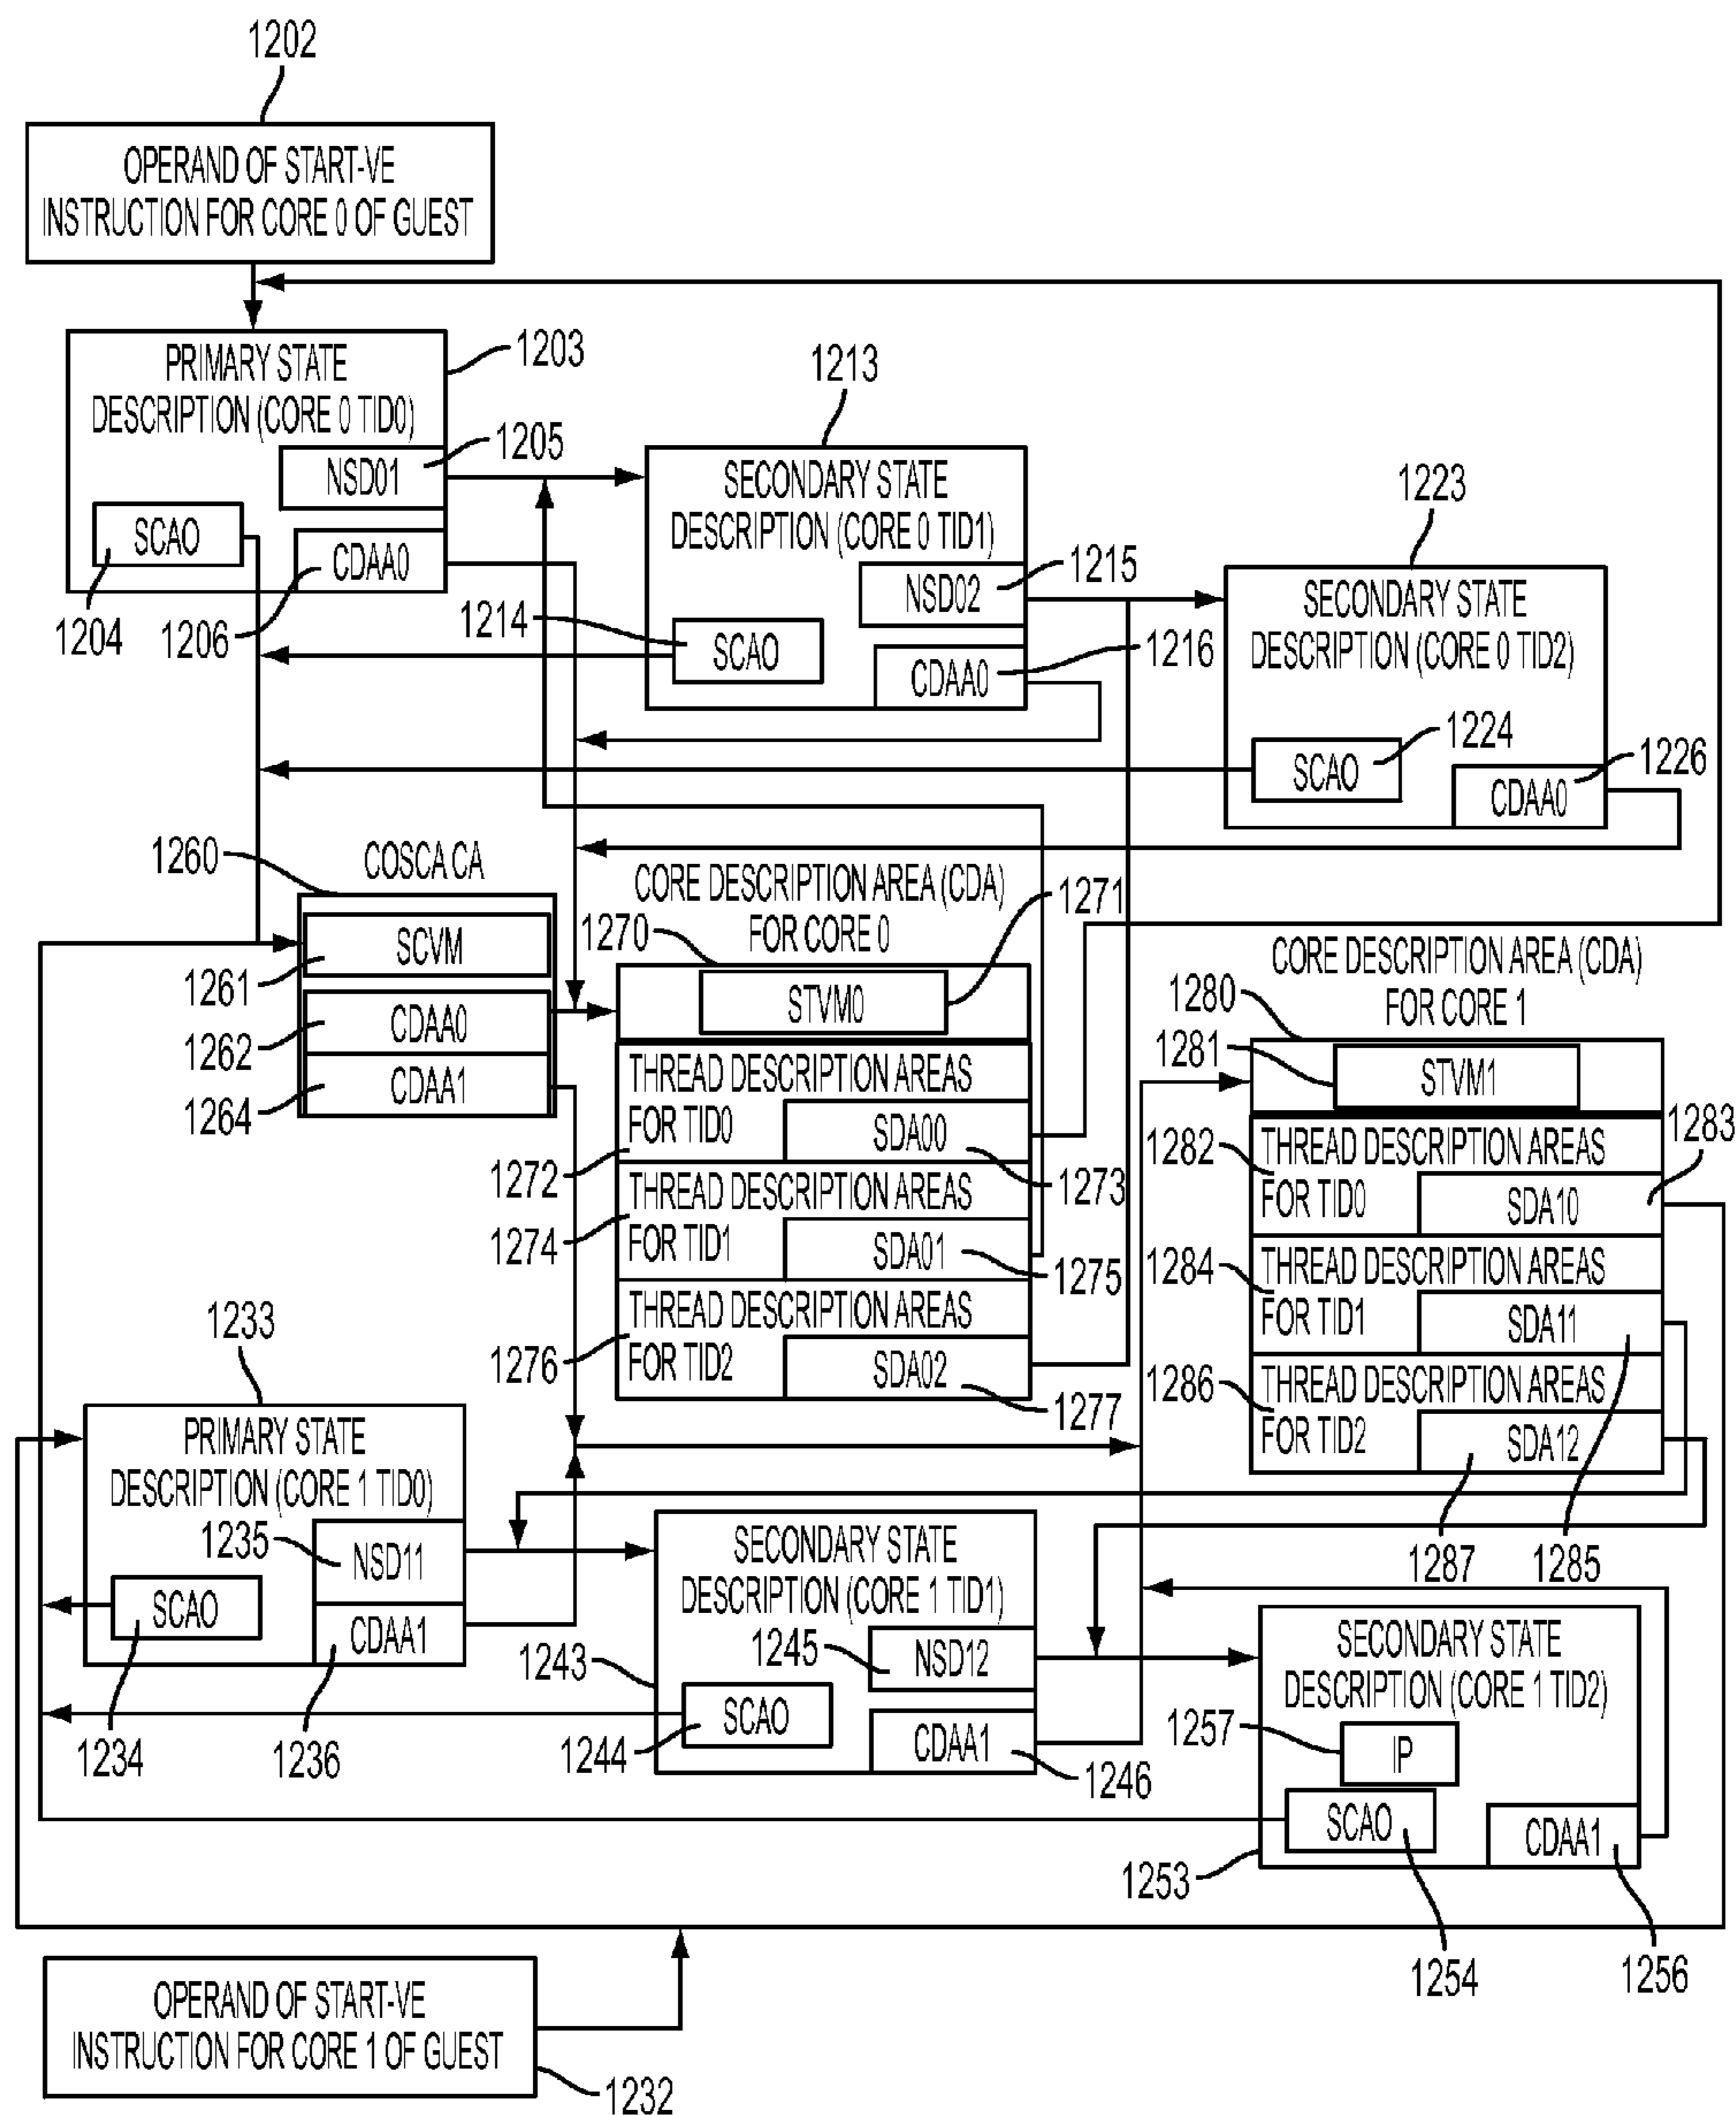 1202
OPERAND OF START-VE
INSTRUCTION FOR CORE 0 OF GUEST
PRIMARY STATE
DESCRIPTION (CORE 0 TID0)
1203
NSD01
1205
SCAO
CDAA0
1204
1206
1213
SECONDARY STATE
DESCRIPTION (CORE 0 TID1)
NSD02
1215
1214
SCAO
CDAA0
1216
1223
SECONDARY STATE
DESCRIPTION (CORE 0 TID2)
1224
SCAO
1226
CDAA0
1260
COSCA CA
SCVM
1261
CDAA0
1262
CDAA1
1264
CORE DESCRIPTION AREA (CDA)
FOR CORE 0
1270
1271
STVM0
THREAD DESCRIPTION AREAS
FOR TID0
SDA00
1272
1273
THREAD DESCRIPTION AREAS
FOR TID1
SDA01
1274
1275
THREAD DESCRIPTION AREAS
FOR TID2
SDA02
1276
1277
CORE DESCRIPTION AREA (CDA)
FOR CORE 1
1280
1281
STVM1
1283
1282
THREAD DESCRIPTION AREAS
FOR TID0
SDA10
1284
THREAD DESCRIPTION AREAS
FOR TID1
SDA11
1286
THREAD DESCRIPTION AREAS
FOR TID2
SDA12
1287
1285
1233
PRIMARY STATE
DESCRIPTION (CORE 1 TID0)
1235
NSD11
SCAO
CDAA1
1234
1236
SECONDARY STATE
DESCRIPTION (CORE 1 TID1)
1243
1245
NSD12
SCAO
1244
CDAA1
1246
SECONDARY STATE
DESCRIPTION (CORE 1 TID2)
1257
IP
SCAO
CDAA1
1253
1254
1256
OPERAND OF START-VE
INSTRUCTION FOR CORE 1 OF GUEST
1232